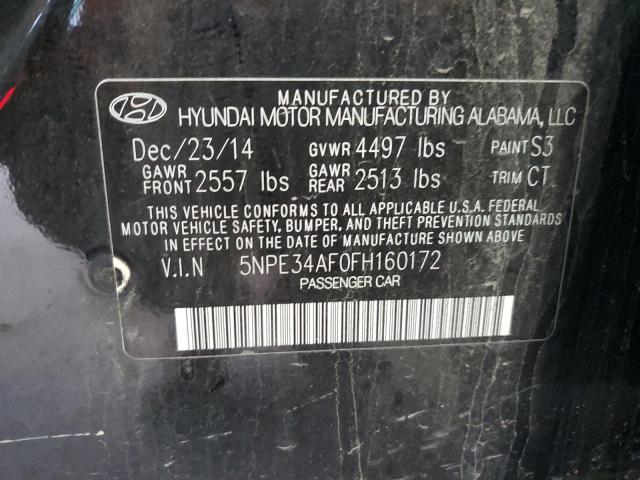 MANUFACTURED BY
HYUNDAI MOTOR MANUFACTURING ALABAMA, LLC
Dec/23/14 GVWR 4497 lbs PAINT S3
GAWR FRONT 2557 lbs GAWR REAR 2513 lbs TRIM CT
THIS VEHICLE CONFORMS TO ALL APPLICABLE U.S.A. FEDERAL
MOTOR VEHICLE SAFETY, BUMPER, AND THEFT PREVENTION STANDARDS
IN EFFECT ON THE DATE OF MANUFACTURE SHOWN ABOVE.
V.I.N 5NPE34AF0FH160172
PASSENGER CAR